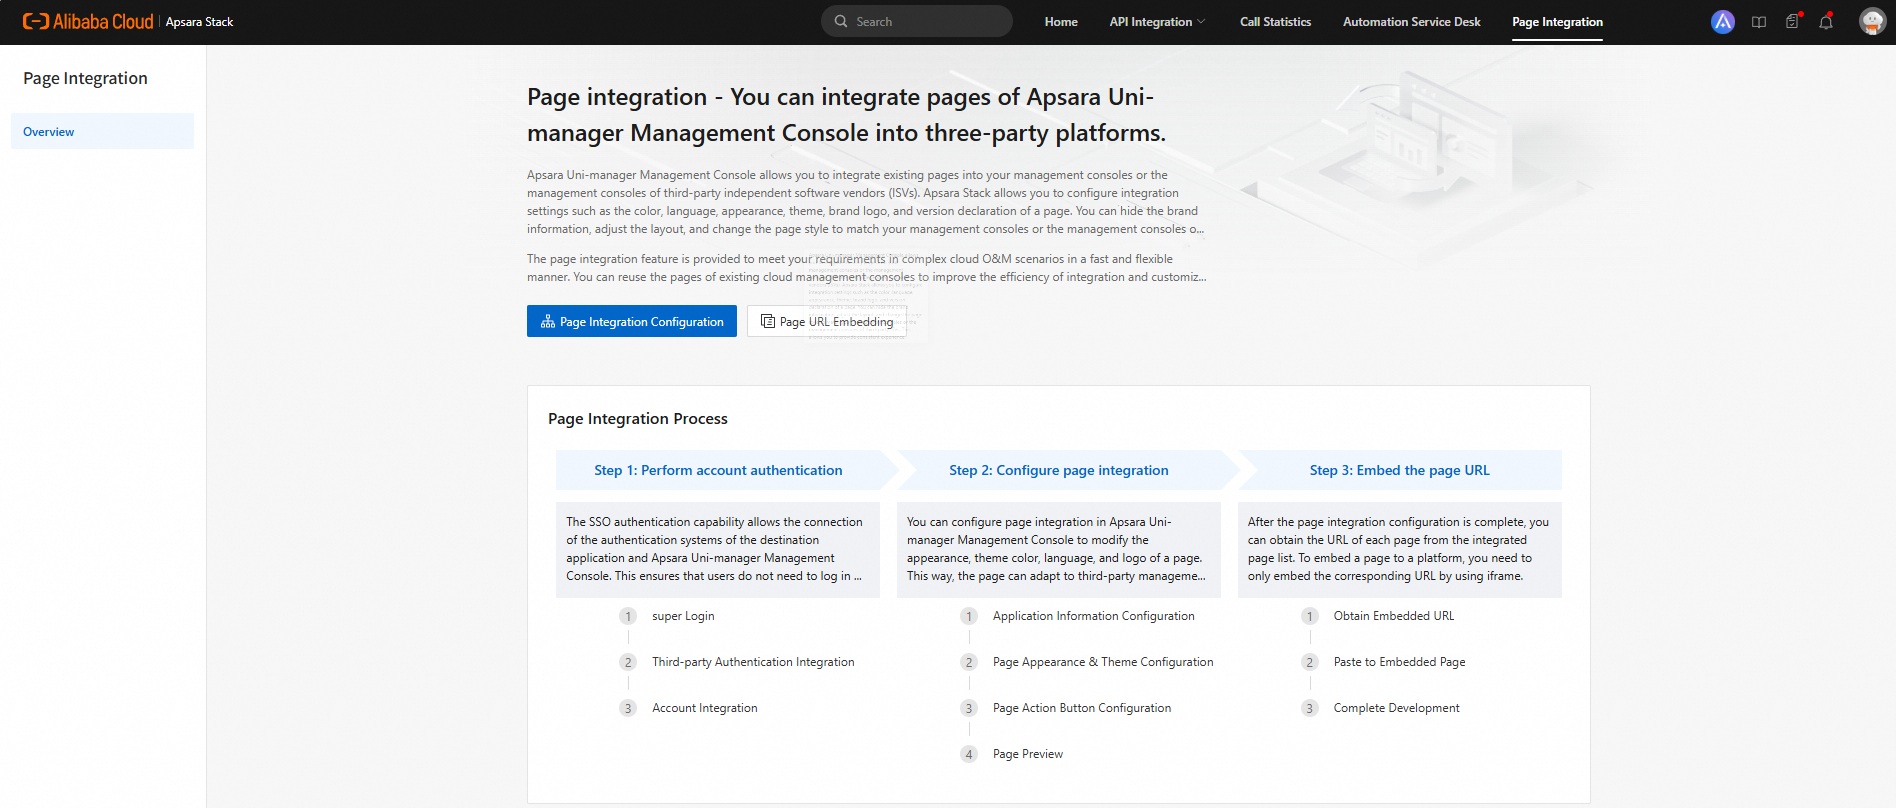 Alibaba Cloud | Apsara Stack
Search
Home
API Integration
Call Statistics
Automation Service Desk
Page Integration
Page Integration
Overview
Page integration - You can integrate pages of Apsara Uni-
manager Management Console into three-party platforms.
Apsara Uni-manager Management Console allows you to integrate existing pages into your management consoles or the
management consoles of third-party independent software vendors (ISVs). Apsara Stack allows you to configure integration
settings such as the color, language, appearance, theme, brand logo, and version declaration of a page. You can hide the brand
information, adjust the layout, and change the page style to match your management consoles or the management consoles o...
The page integration feature is provided to meet your requirements in complex cloud O&M scenarios in a fast and flexible
manner. You can reuse the pages of existing cloud management consoles to improve the efficiency of integration and customiz...
Page Integration Configuration
Page URL Embedding
Page Integration Process
Step 1: Perform account authentication
The SSO authentication capability allows the connection
of the authentication systems of the destination
application and Apsara Uni-manager Management
Console. This ensures that users do not need to log in ...
1 super Login
2 Third-party Authentication Integration
3 Account Integration
Step 2: Configure page integration
You can configure page integration in Apsara Uni-
manager Management Console to modify the
appearance, theme color, language, and logo of a page.
This way, the page can adapt to third-party manageme...
1 Application Information Configuration
2 Page Appearance & Theme Configuration
3 Page Action Button Configuration
4 Page Preview
Step 3: Embed the page URL
After the page integration configuration is complete, you
can obtain the URL of each page from the integrated
page list. To embed a page to a platform, you need to
only embed the corresponding URL by using iframe.
1 Obtain Embedded URL
2 Paste to Embedded Page
3 Complete Development